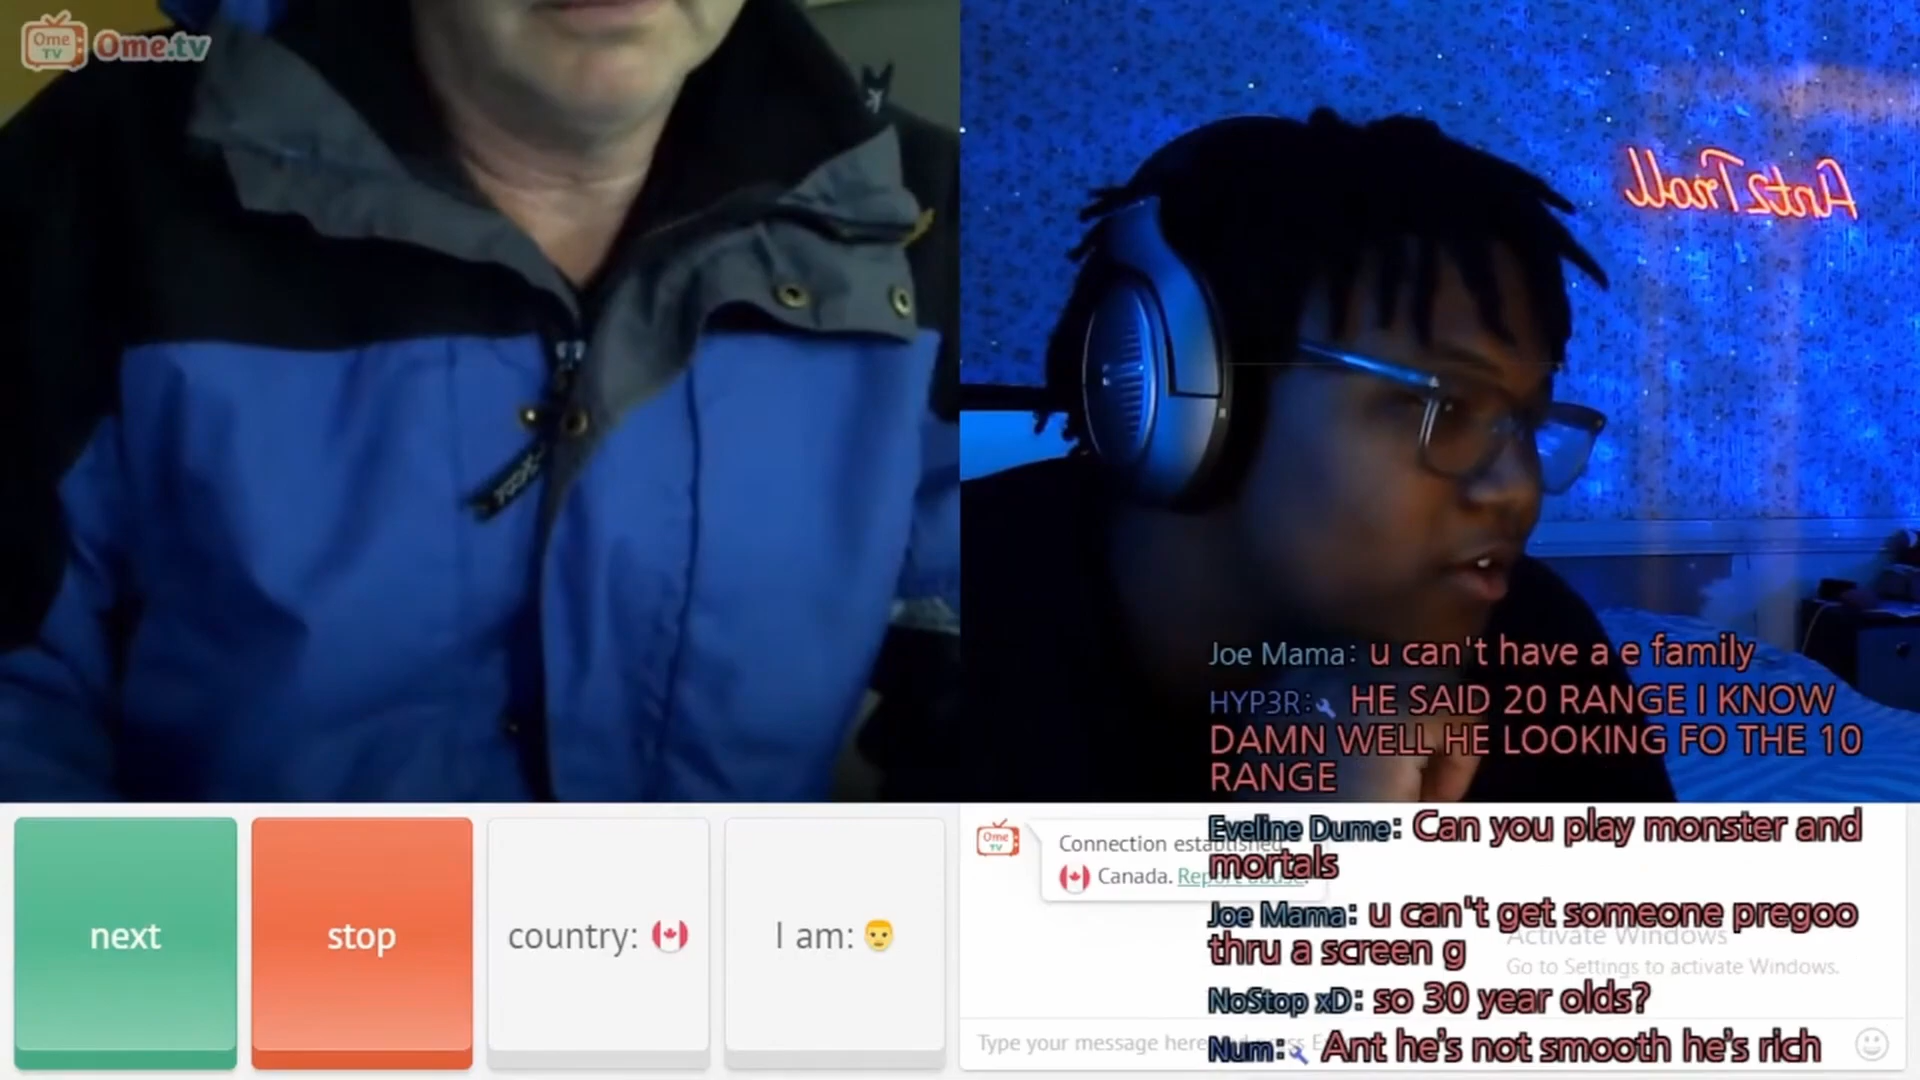 Ome TV Ome.tv
AntzTroll
Joe Mama: u can't have a e family
HYP3R: HE SAID 20 RANGE I KNOW
DAMN WELL HE LOOKING FO THE 10
RANGE
Ome TV
Connection established.
Canada. Report abuse.
Eveline Dume: Can you play monster and
mortals
Joe Mama: u can't get someone pregoo
thru a screen g
Activate Windows
Go to Settings to activate Windows.
NoStop xD: so 30 year olds?
Type your message here
Num: Ant he's not smooth he's rich
next
stop
country:
I am: